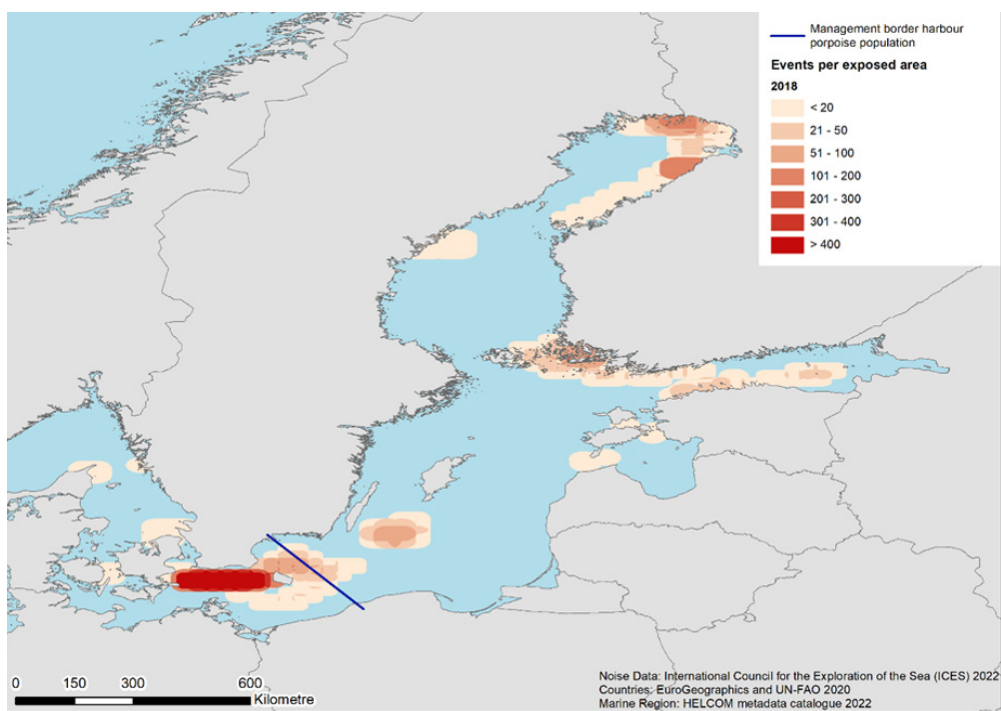 Management border harbour
porpoise population
Events per exposed area
2018
< 20
21 - 50
51 - 100
101 - 200
201 - 300
301 - 400
> 400
0 150 300 600
Kilometre
Noise Data: International Council for the Exploration of the Sea (ICES) 2022
Countries: EuroGeographics and UN-FAO 2020
Marine Region: HELCOM metadata catalogue 2022